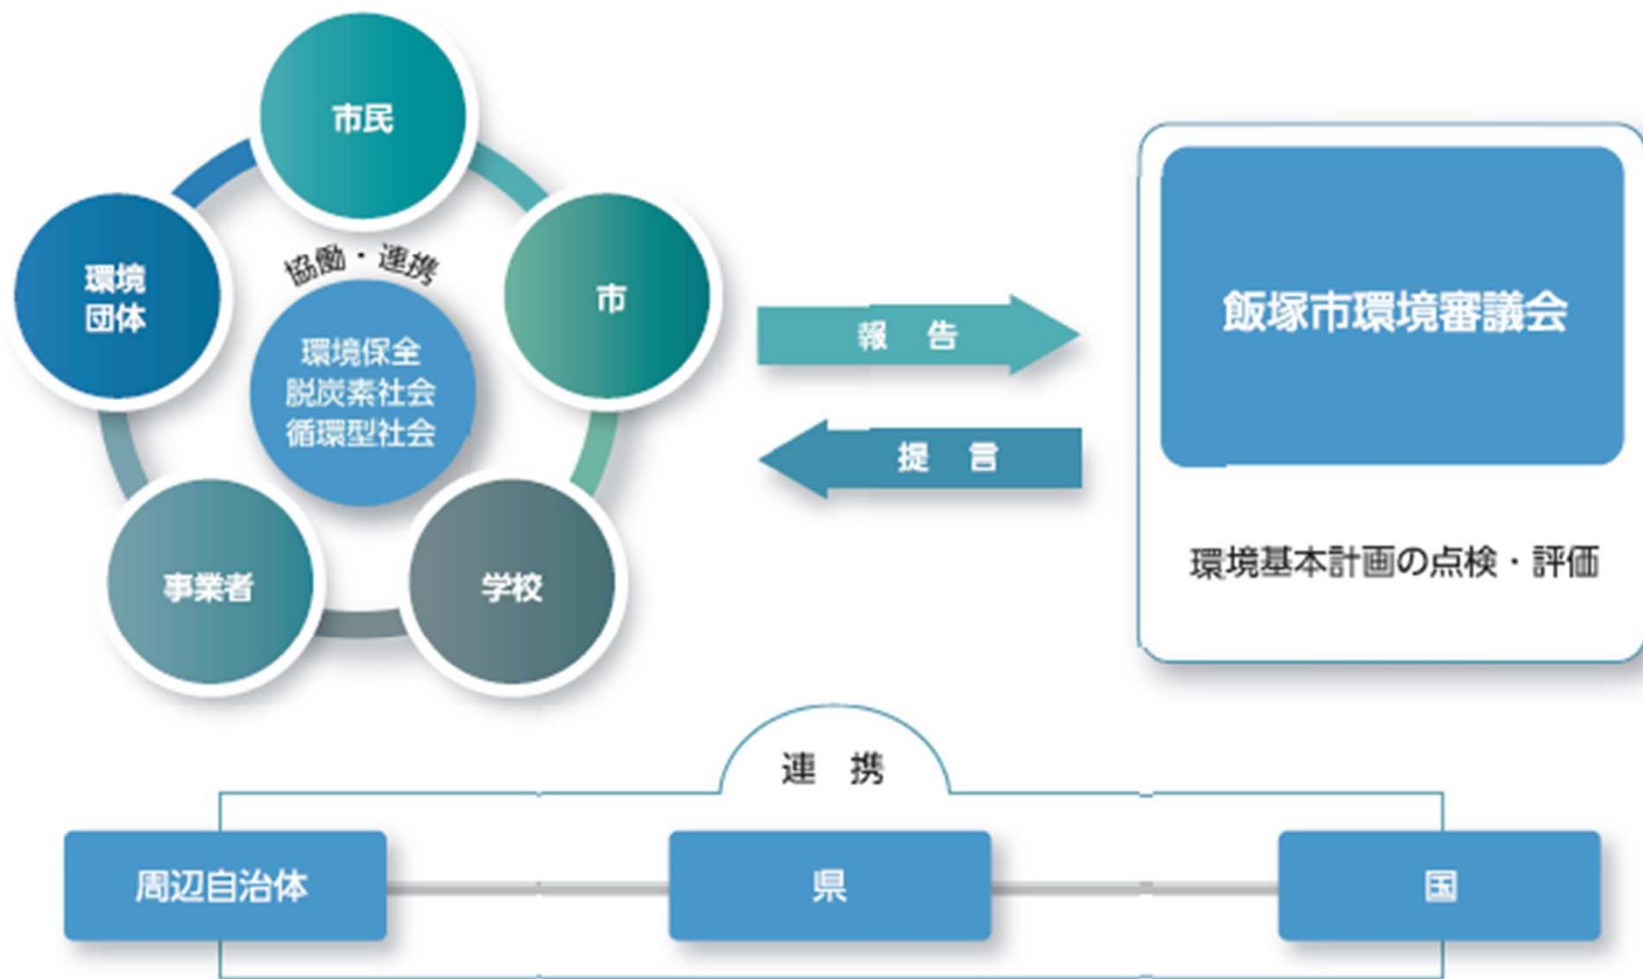 市民
環境
団体
市
協働・連携
環境保全
脱炭素社会
循環型社会
事業者
学校
報 告
提 言
飯塚市環境審議会
環境基本計画の点検・評価
連 携
周辺自治体
県
国